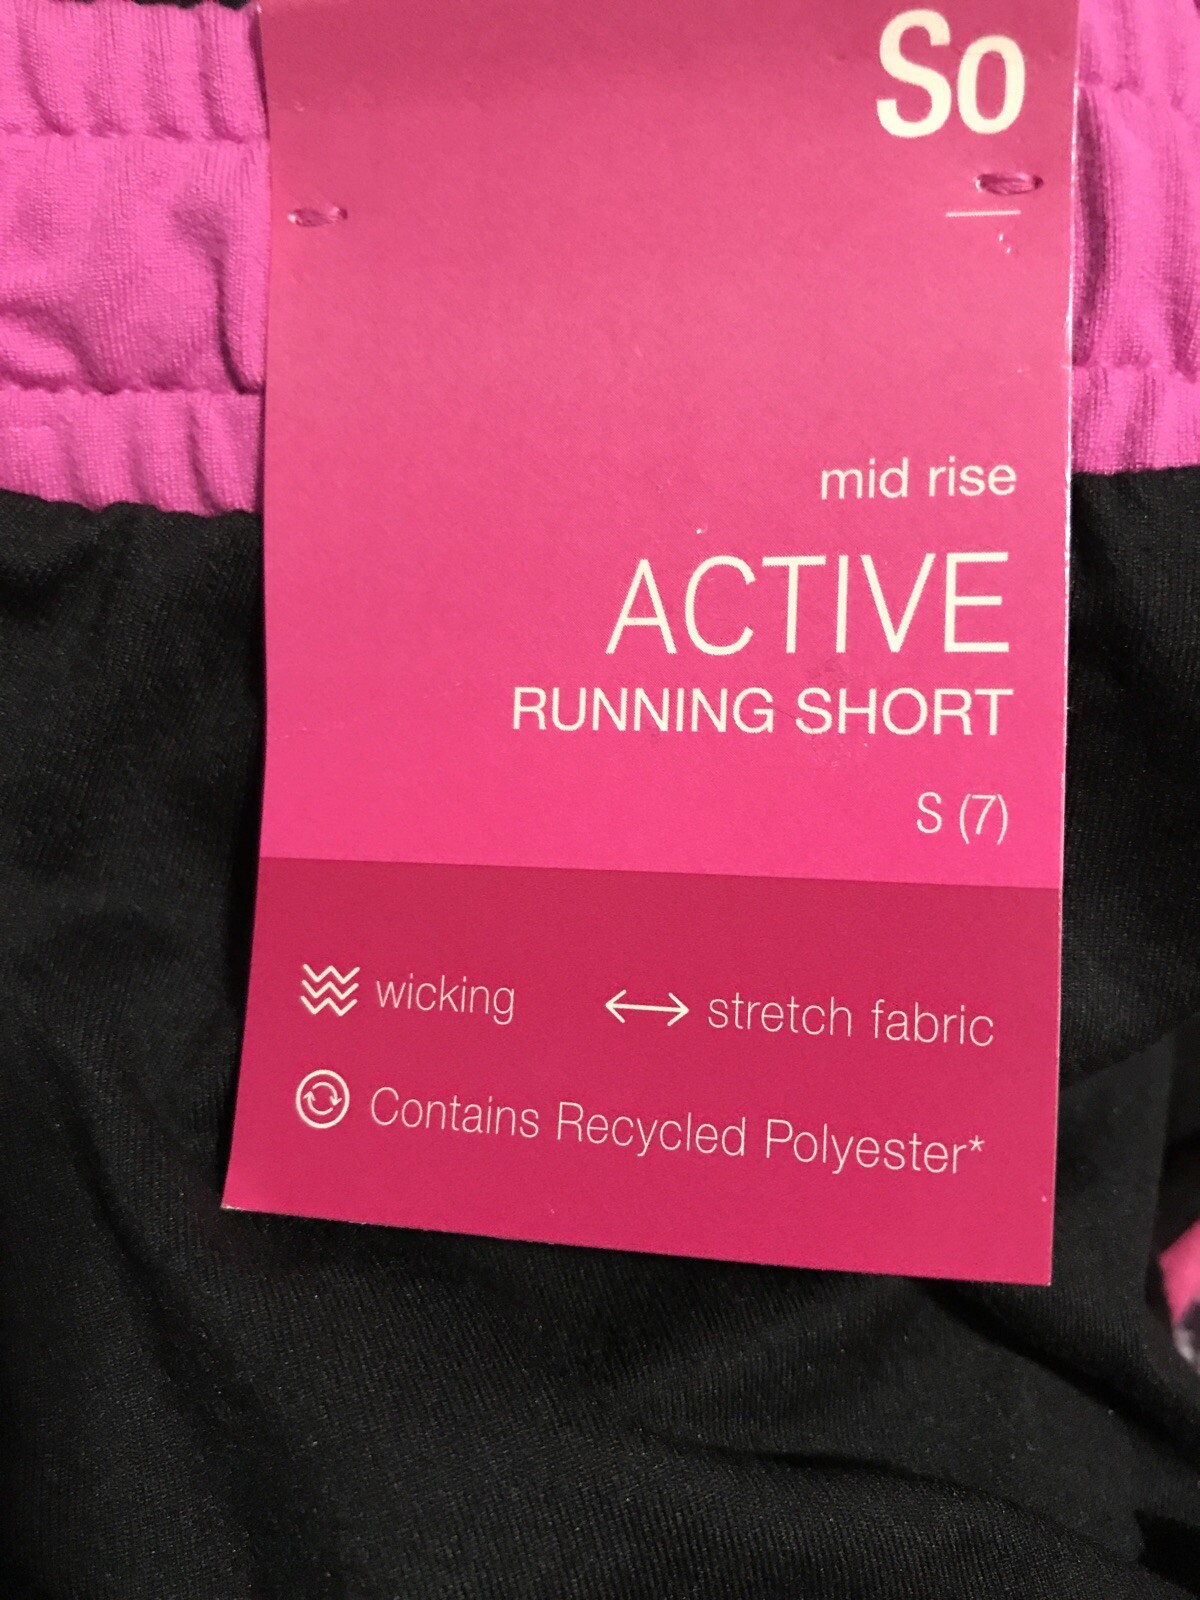 So
mid rise
ACTIVE
RUNNING SHORT
S (7)
wicking
stretch fabric
Contains Recycled Polyester*